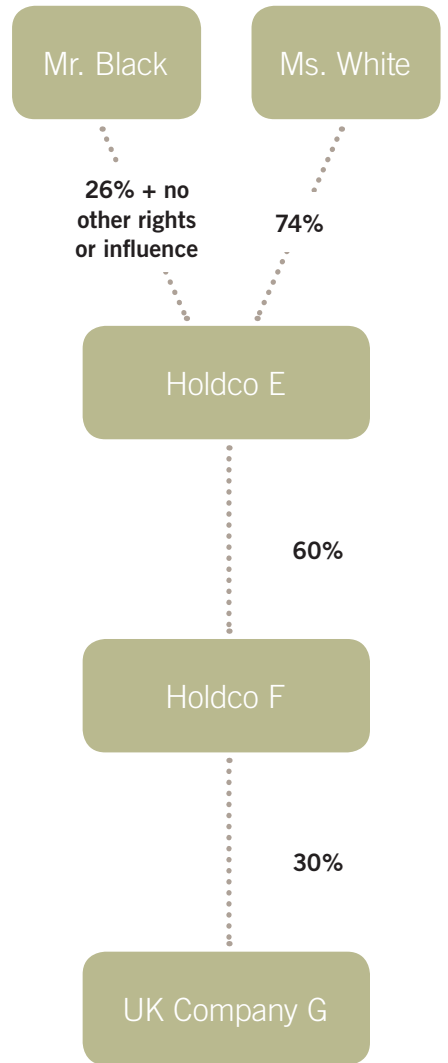 Mr. Black
Ms. White
26% + no
other rights
or influence
74%
Holdco E
60%
Holdco F
30%
UK Company G